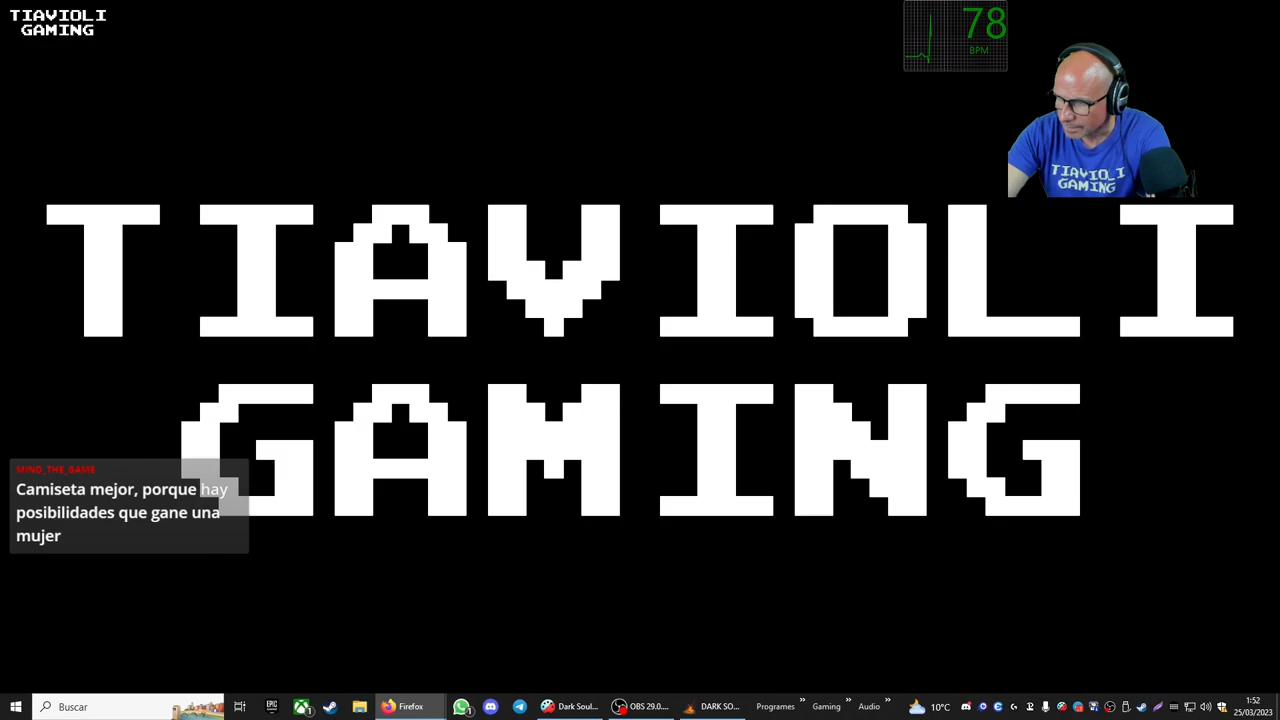 TIAVIOLI
GAMING
78
BPM
TIAVIOLI
GAMING
TIAVIOLI
GAMING
MIND_THE_GAME
Camiseta mejor, porque hay
posibilidades que gane una
mujer
Buscar
EPIC
Firefox
Dark Soul...
OBS 29.0....
DARK SO...
Programes
Gaming
Audio
10°C
1:52
25/03/2023